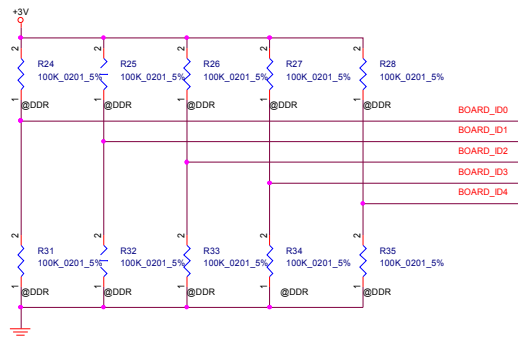 +3V
2 2 2 2 2
R24 R25 R26 R27 R28
100K_0201_5% 100K_0201_5% 100K_0201_5% 100K_0201_5% 100K_0201_5%
1 1 1 1 1
@DDR @DDR @DDR @DDR @DDR
BOARD_ID0
BOARD_ID1
BOARD_ID2
BOARD_ID3
BOARD_ID4
2 2 2 2 2
R31 R32 R33 R34 R35
100K_0201_5% 100K_0201_5% 100K_0201_5% 100K_0201_5% 100K_0201_5%
1 1 1 1 1
@DDR @DDR @DDR @DDR @DDR